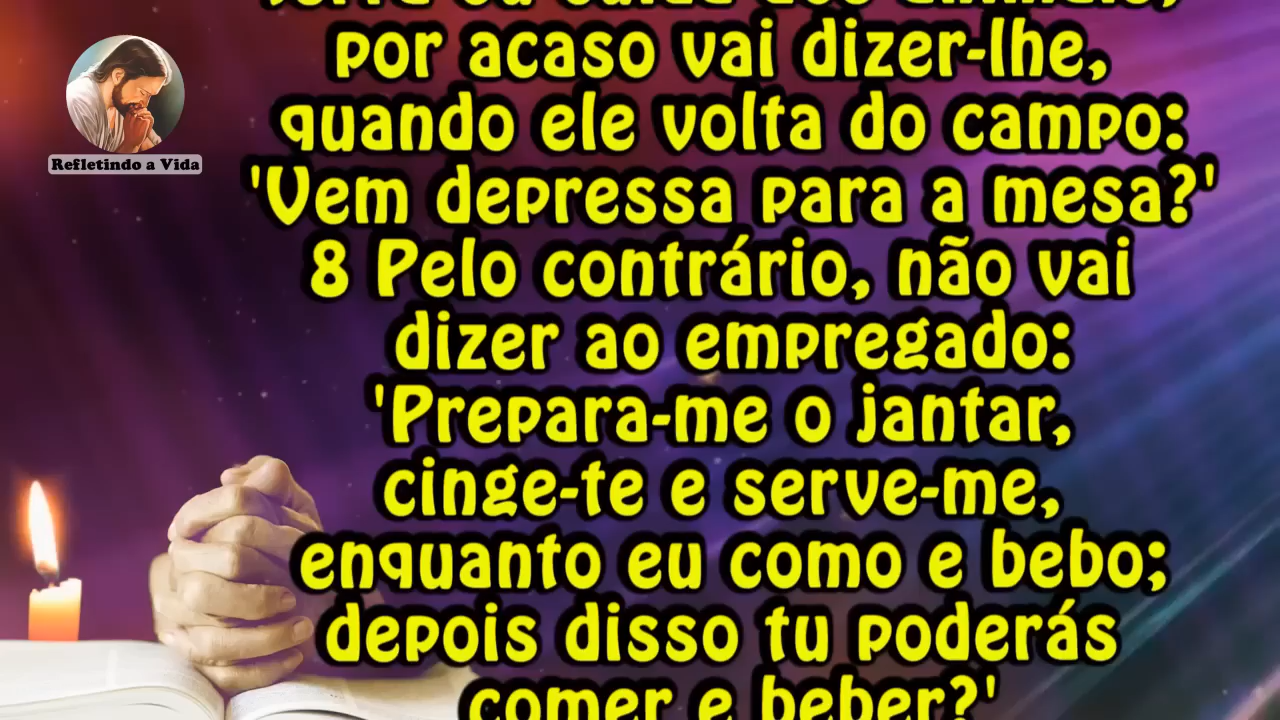 Refletindo a Vida
por acaso vai dizer-lhe,
quando ele volta do campo:
'Vem depressa para a mesa?'
8 Pelo contrário, não vai
dizer ao empregado:
'Prepara-me o jantar,
cinge-te e serve-me,
enquanto eu como e bebo;
depois disso tu poderás
comer e beber?'